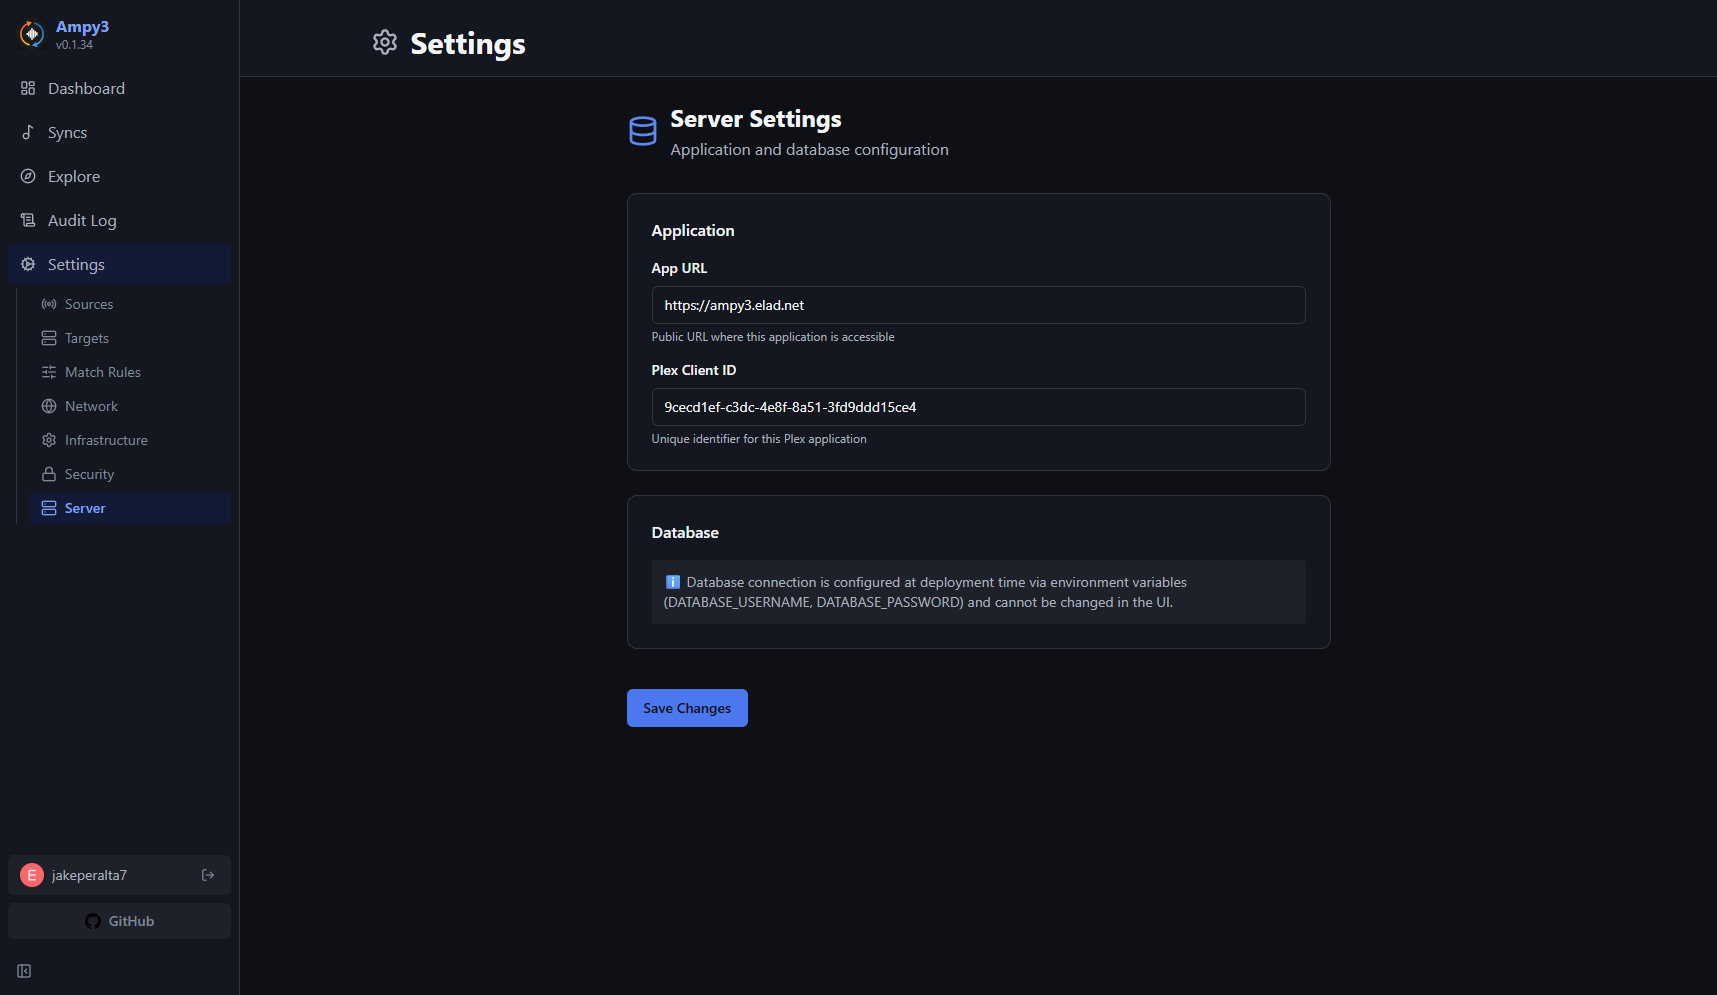 Ampy3
v0.1.34
Dashboard
Syncs
Explore
Audit Log
Settings
Sources
Targets
Match Rules
Network
Infrastructure
Security
Server
E jakeperalta7
GitHub
Settings
Server Settings
Application and database configuration
Application
App URL
https://ampy3.elad.net
Public URL where this application is accessible
Plex Client ID
9cecd1ef-c3dc-4e8f-8a51-3fd9ddd15ce4
Unique identifier for this Plex application
Database
ℹ️ Database connection is configured at deployment time via environment variables
(DATABASE_USERNAME, DATABASE_PASSWORD) and cannot be changed in the UI.
Save Changes